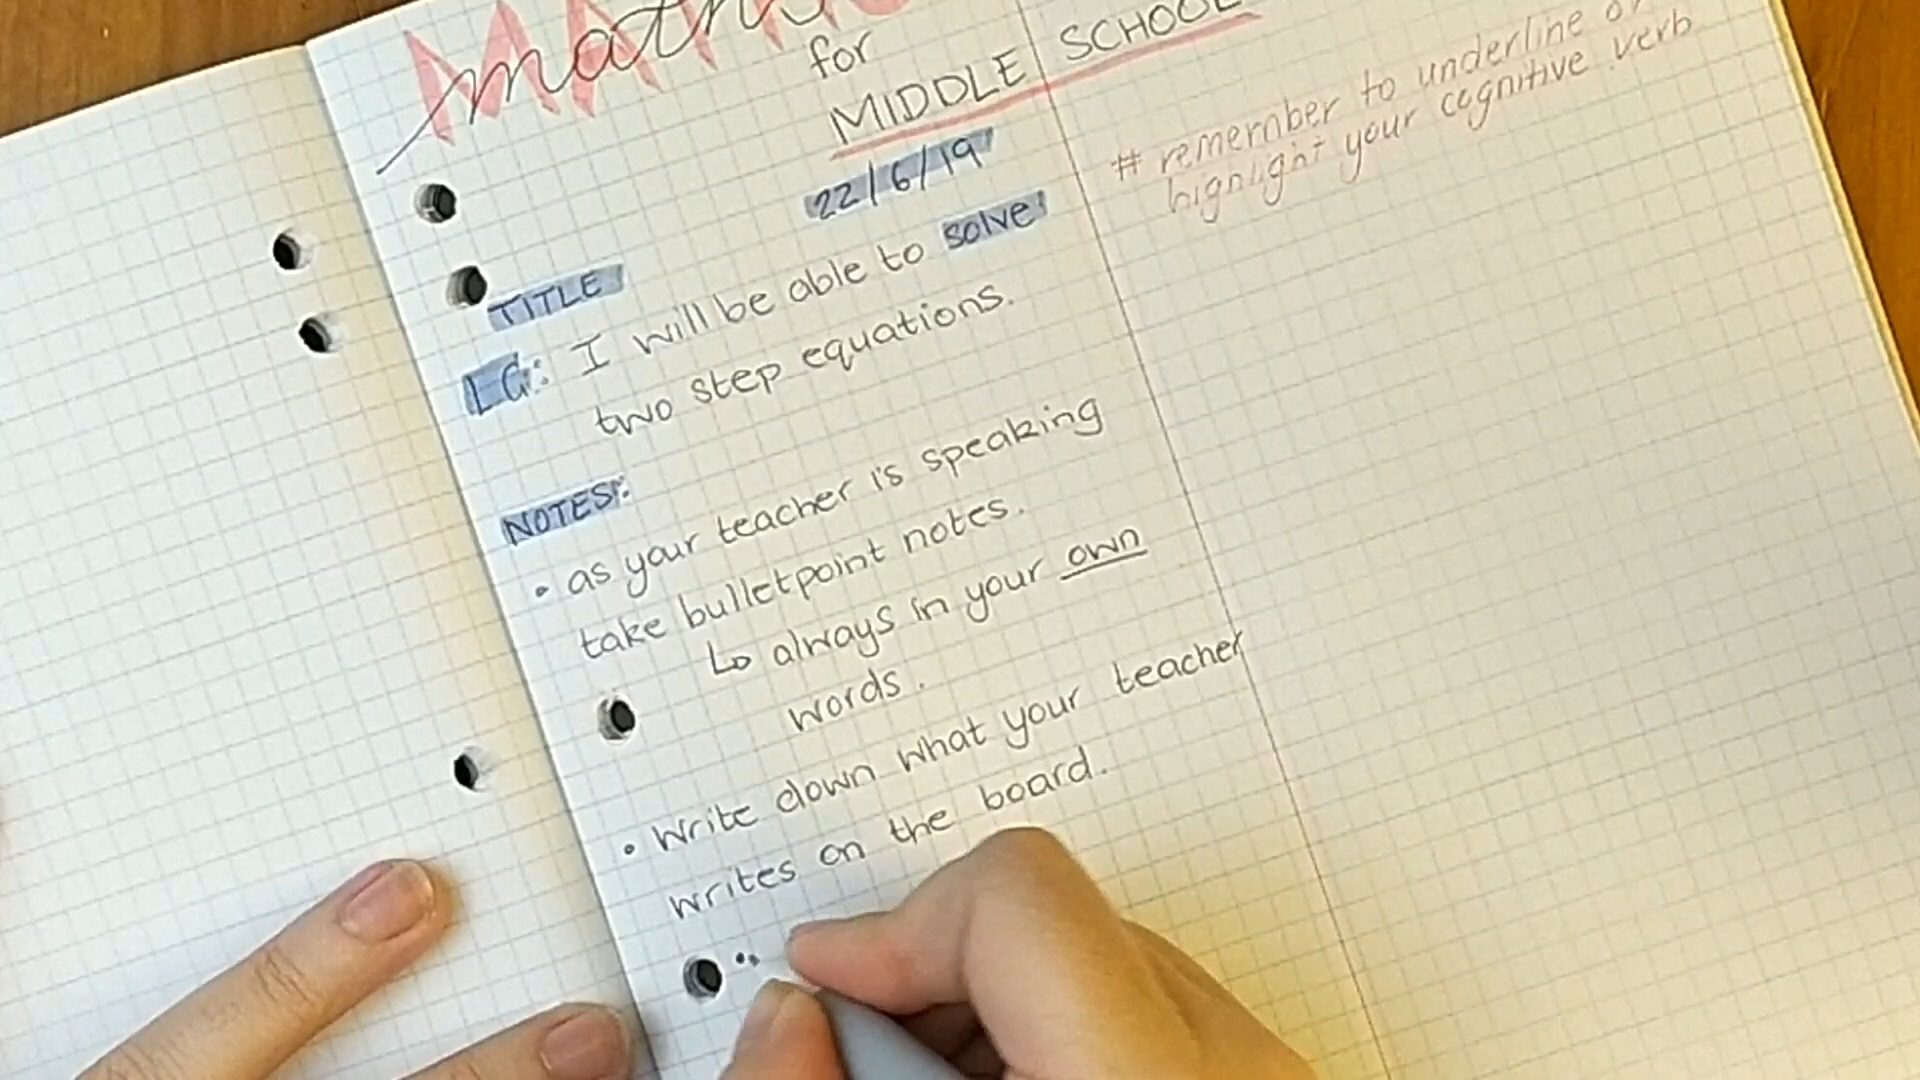 maths
for
MIDDLE SCHOOL
22/6/19
TITLE
LG: I will be able to solve
two step equations.
NOTES:
• as your teacher is speaking
take bulletpoint notes.
↳ always in your own
words.
• Write down what your teacher
writes on the board.
# remember to underline or
highlight your cognitive verb